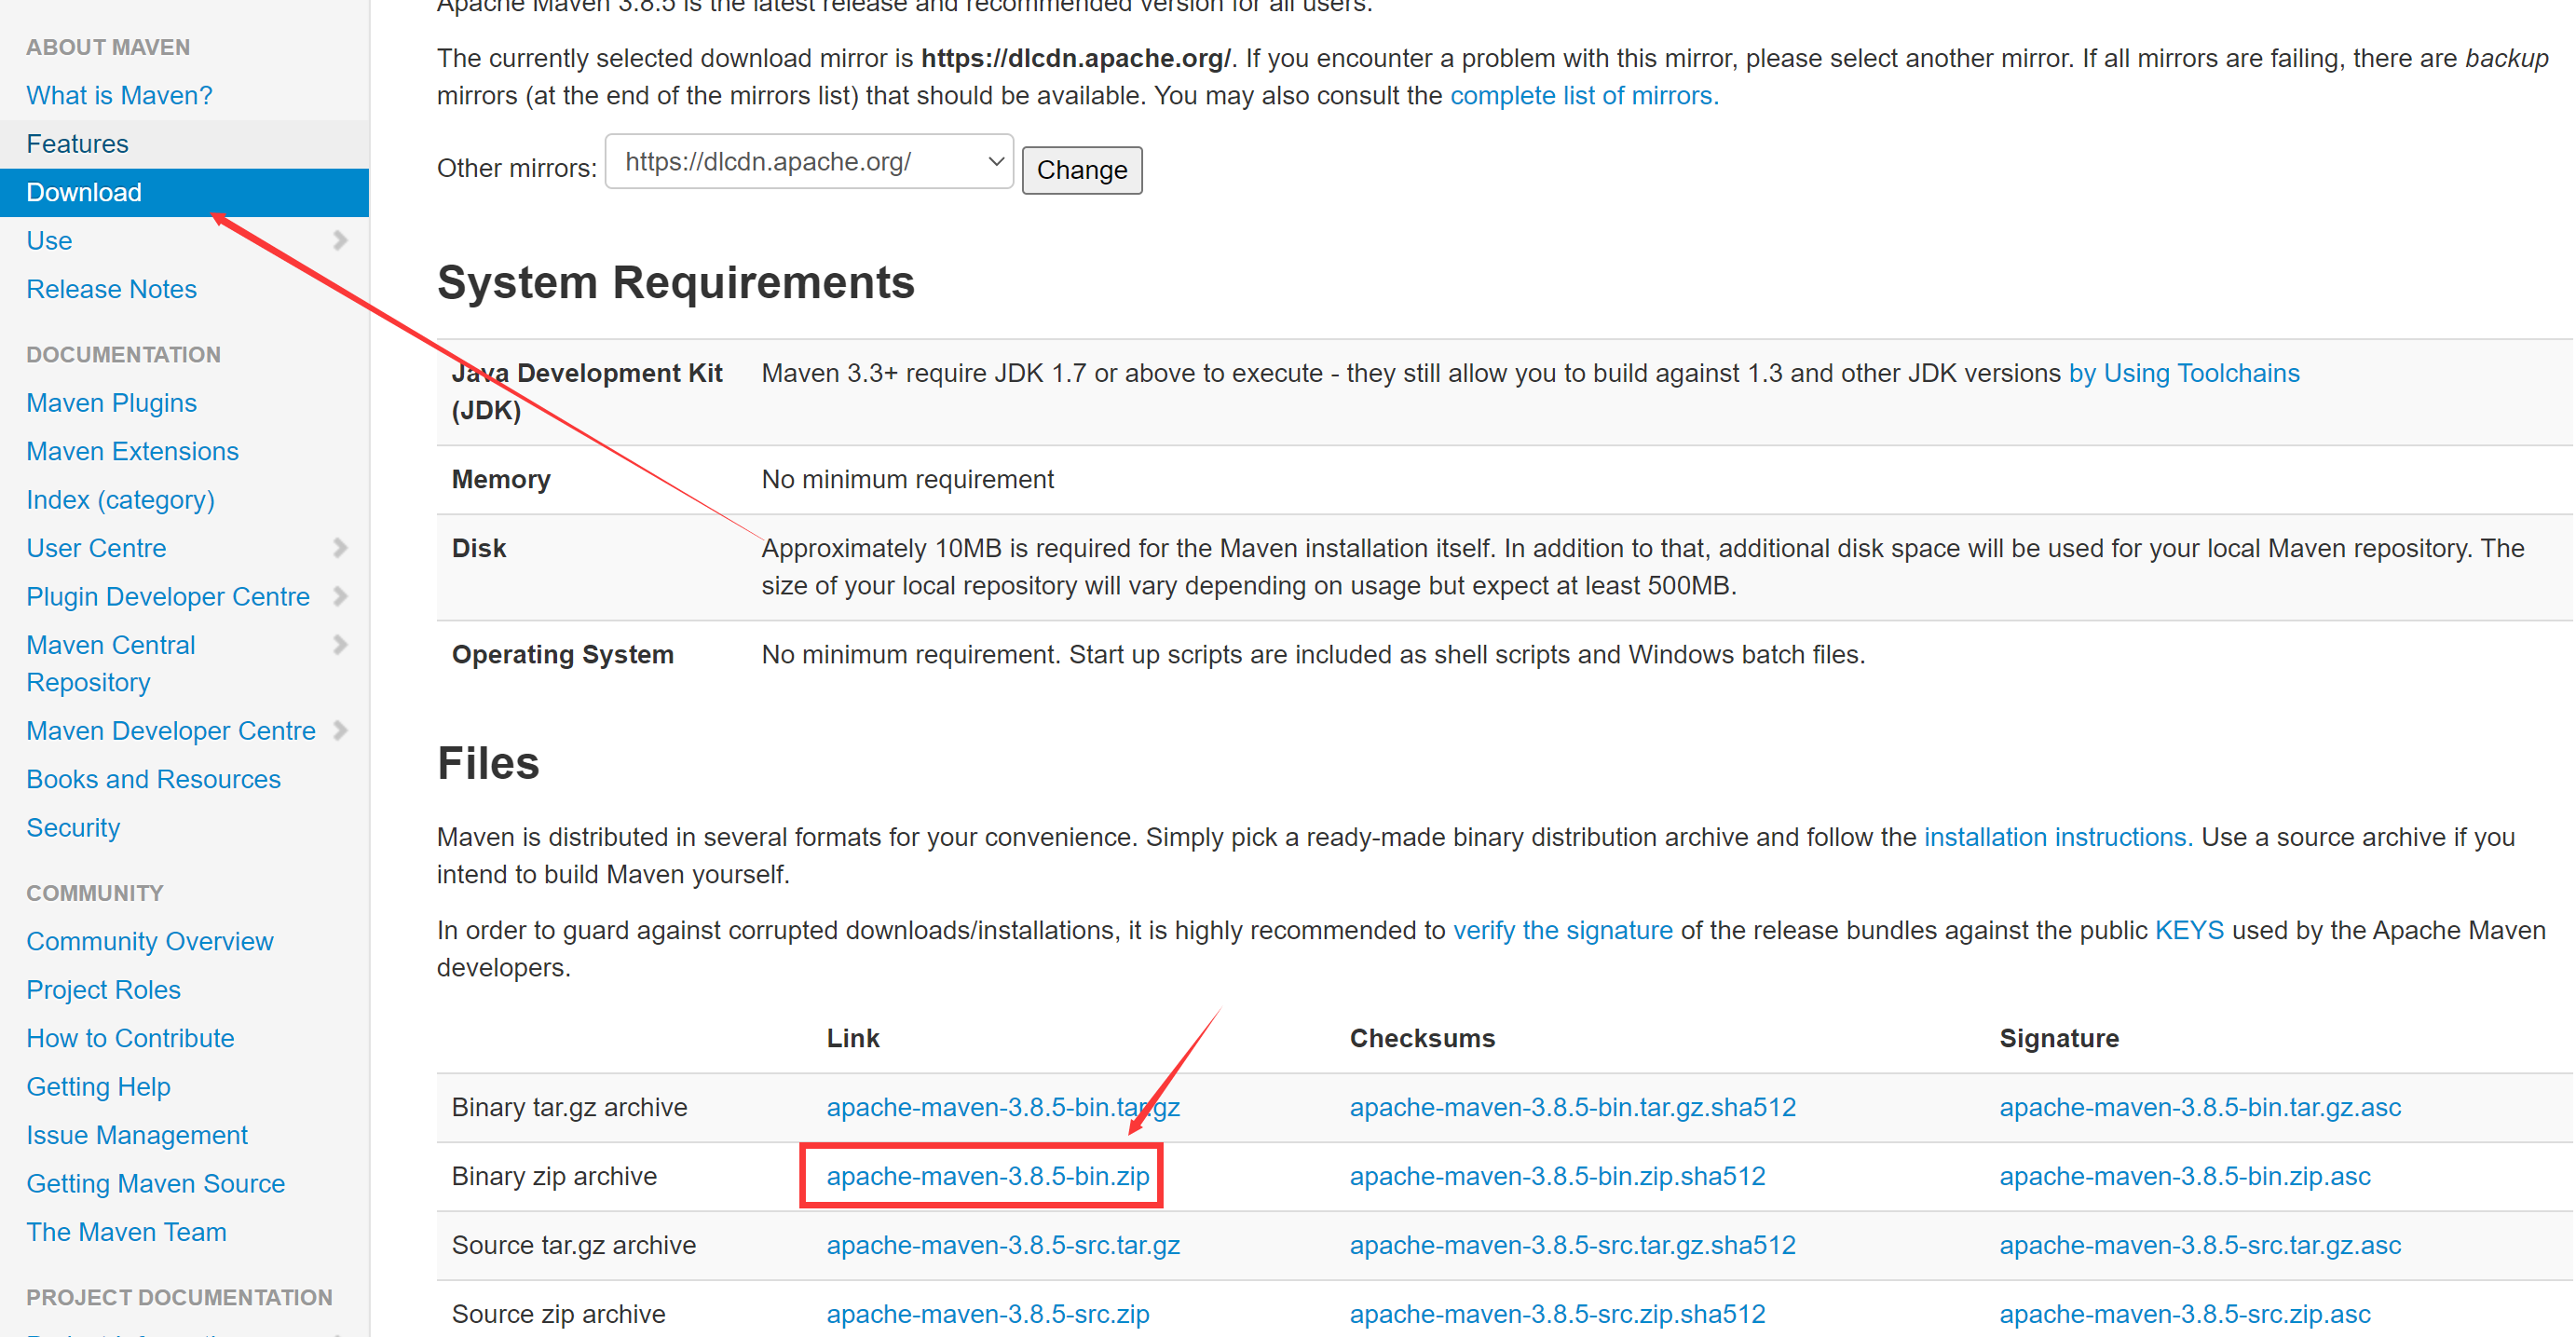 ABOUT MAVEN
What is Maven?
Features
Download
Use
Release Notes
DOCUMENTATION
Maven Plugins
Maven Extensions
Index (category)
User Centre
Plugin Developer Centre
Maven Central
Repository
Maven Developer Centre
Books and Resources
Security
COMMUNITY
Community Overview
Project Roles
How to Contribute
Getting Help
Issue Management
Getting Maven Source
The Maven Team
PROJECT DOCUMENTATION
Apache Maven 3.8.5 is the latest release and recommended version for all users.
The currently selected download mirror is https://dlcdn.apache.org/. If you encounter a problem with this mirror, please select another mirror. If all mirrors are failing, there are backup
mirrors (at the end of the mirrors list) that should be available. You may also consult the complete list of mirrors.
Other mirrors: https://dlcdn.apache.org/ Change
System Requirements
Java Development Kit Maven 3.3+ require JDK 1.7 or above to execute - they still allow you to build against 1.3 and other JDK versions by Using Toolchains
(JDK)
Memory No minimum requirement
Disk Approximately 10MB is required for the Maven installation itself. In addition to that, additional disk space will be used for your local Maven repository. The
size of your local repository will vary depending on usage but expect at least 500MB.
Operating System No minimum requirement. Start up scripts are included as shell scripts and Windows batch files.
Files
Maven is distributed in several formats for your convenience. Simply pick a ready-made binary distribution archive and follow the installation instructions. Use a source archive if you
intend to build Maven yourself.
In order to guard against corrupted downloads/installations, it is highly recommended to verify the signature of the release bundles against the public KEYS used by the Apache Maven
developers.
Link Checksums Signature
Binary tar.gz archive apache-maven-3.8.5-bin.tar.gz apache-maven-3.8.5-bin.tar.gz.sha512 apache-maven-3.8.5-bin.tar.gz.asc
Binary zip archive apache-maven-3.8.5-bin.zip apache-maven-3.8.5-bin.zip.sha512 apache-maven-3.8.5-bin.zip.asc
Source tar.gz archive apache-maven-3.8.5-src.tar.gz apache-maven-3.8.5-src.tar.gz.sha512 apache-maven-3.8.5-src.tar.gz.asc
Source zip archive apache-maven-3.8.5-src.zip apache-maven-3.8.5-src.zip.sha512 apache-maven-3.8.5-src.zip.asc